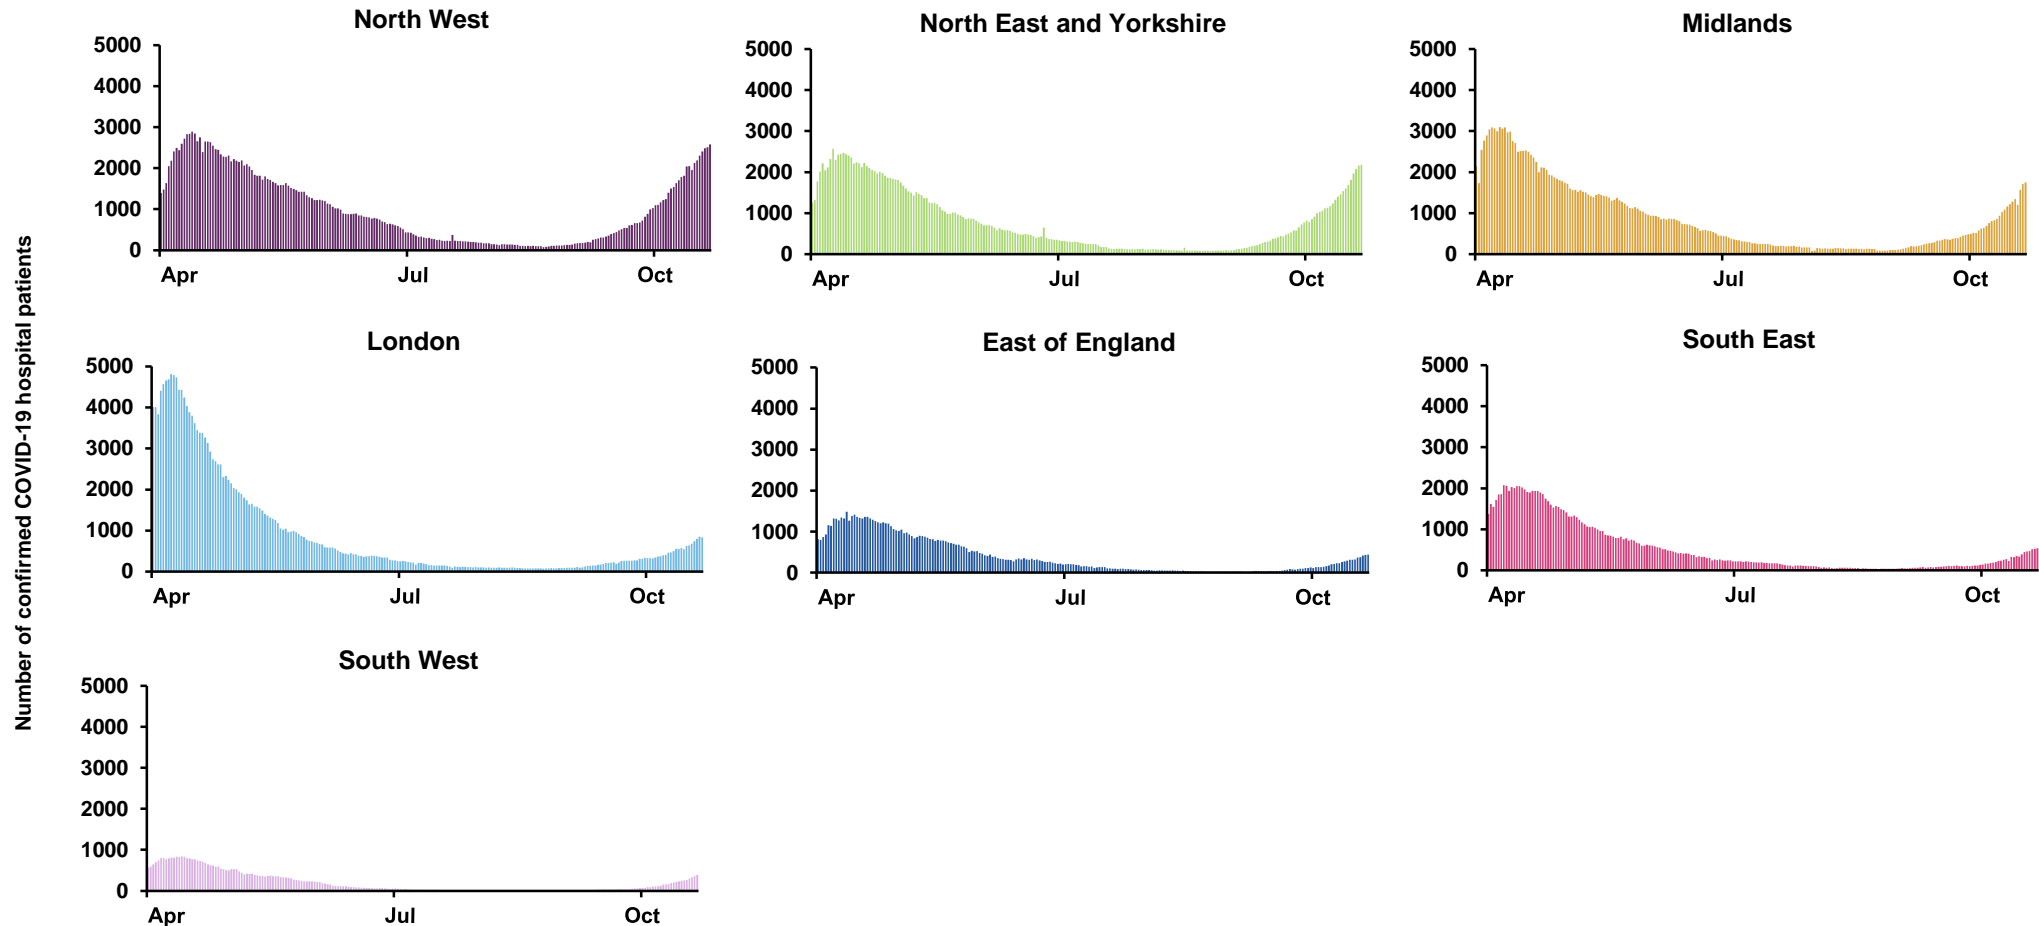 Number of confirmed COVID-19 hospital patients
North West
5000
4000
3000
2000
1000
0
Apr Jul Oct
North East and Yorkshire
5000
4000
3000
2000
1000
0
Apr Jul Oct
Midlands
5000
4000
3000
2000
1000
0
Apr Jul Oct
London
5000
4000
3000
2000
1000
0
Apr Jul Oct
East of England
5000
4000
3000
2000
1000
0
Apr Jul Oct
South East
5000
4000
3000
2000
1000
0
Apr Jul Oct
South West
5000
4000
3000
2000
1000
0
Apr Jul Oct